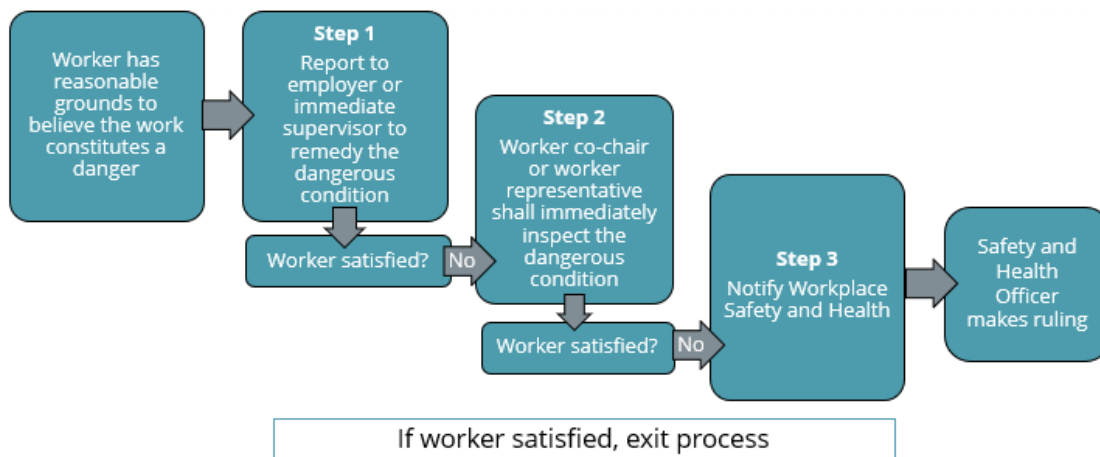 Worker has
reasonable
grounds to
believe the work
constitutes a
danger
Step 1
Report to
employer or
immediate
supervisor to
remedy the
dangerous
condition
Worker satisfied?
No
Step 2
Worker co-chair
or worker
representative
shall immediately
inspect the
dangerous
condition
Worker satisfied?
No
Step 3
Notify Workplace
Safety and Health
Safety and
Health
Officer
makes ruling
If worker satisfied, exit process